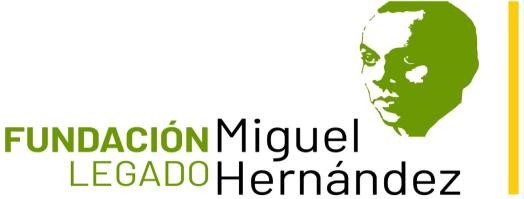 FUNDACIÓN Miguel
LEGADO Hernández